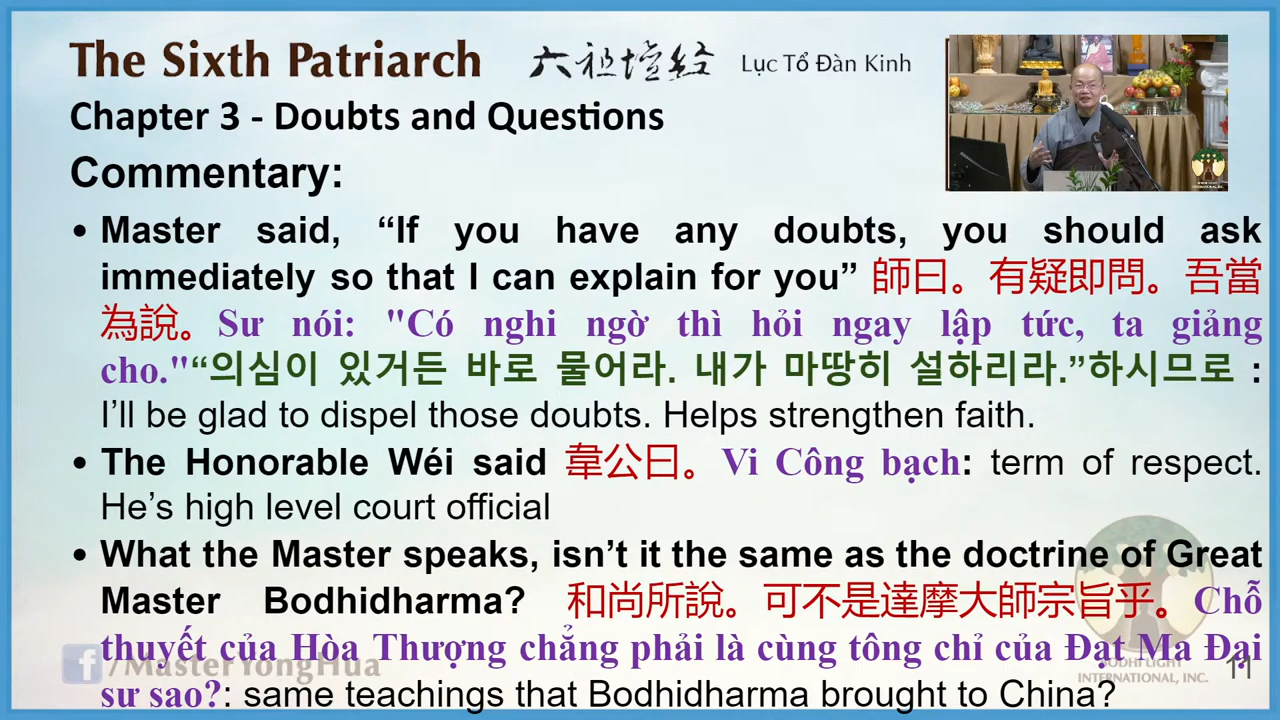 The Sixth Patriarch 六祖壇経 Lục Tổ Đàn Kinh
Chapter 3 - Doubts and Questions
Commentary:
• Master said, “If you have any doubts, you should ask
immediately so that I can explain for you” 師曰。有疑即問。吾當
為說。Sư nói: "Có nghi ngờ thì hỏi ngay lập tức, ta giảng
cho."“의심이 있거든 바로 물어라. 내가 마땅히 설하리라.”하시므로 :
I’ll be glad to dispel those doubts. Helps strengthen faith.
• The Honorable Wéi said 韋公曰。Vi Công bạch: term of respect.
He’s high level court official
• What the Master speaks, isn’t it the same as the doctrine of Great
Master Bodhidharma? 和尚所說。可不是達摩大師宗旨乎。Chỗ
thuyết của Hòa Thượng chẳng phải là cùng tông chỉ của Đạt Ma Đại
sư sao?: same teachings that Bodhidharma brought to China?
f/MasterYongHua
BODHI LIGHT
INTERNATIONAL, INC.
11
INTERNATIONAL, INC.